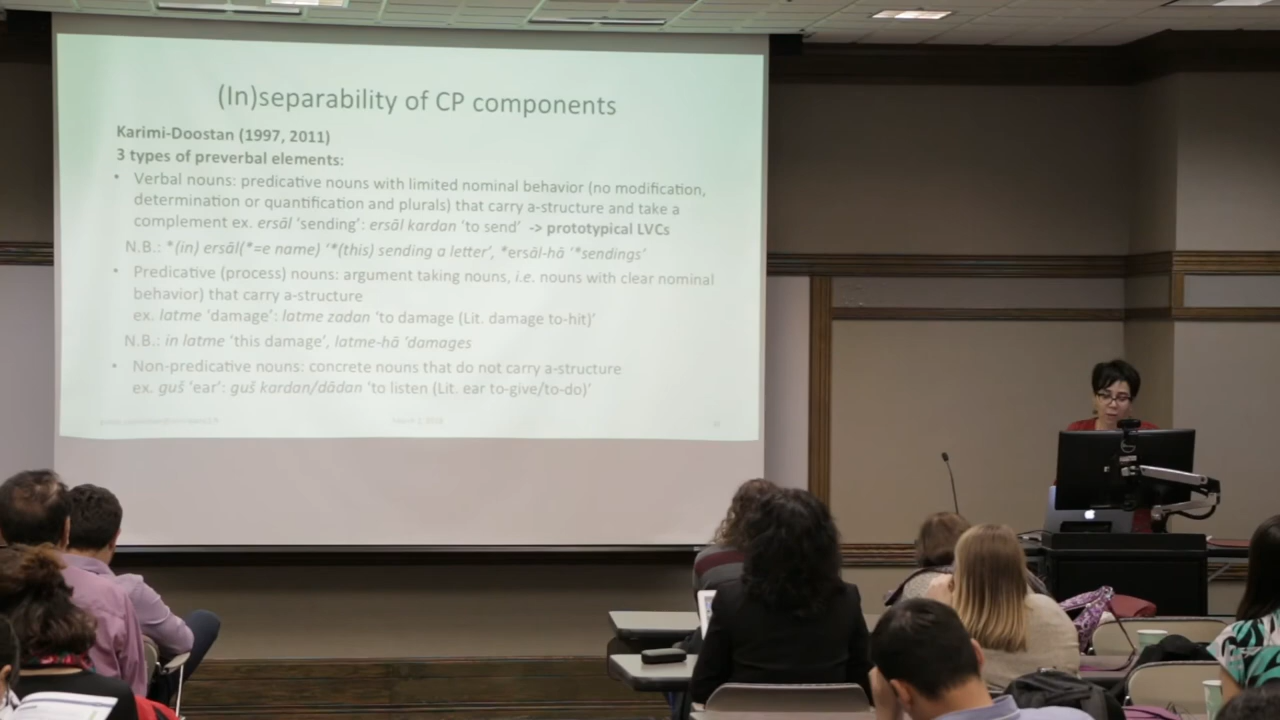 (In)separability of CP components
Karimi-Doostan (1997, 2011)
3 types of preverbal elements:
• Verbal nouns: predicative nouns with limited nominal behavior (no modification,
determination or quantification and plurals) that carry a-structure and take a
complement ex. ersāl ‘sending’: ersāl kardan ‘to send’ -> prototypical LVCs
N.B.: *(in) ersāl(*=e name) ‘*(this) sending a letter’, *ersāl-hā ‘*sendings’
• Predicative (process) nouns: argument taking nouns, i.e. nouns with clear nominal
behavior) that carry a-structure
ex. latme ‘damage’: latme zadan ‘to damage (Lit. damage to-hit)’
N.B.: in latme ‘this damage’, latme-hā ‘damages
• Non-predicative nouns: concrete nouns that do not carry a-structure
ex. guš ‘ear’: guš kardan/dādan ‘to listen (Lit. ear to-give/to-do)’